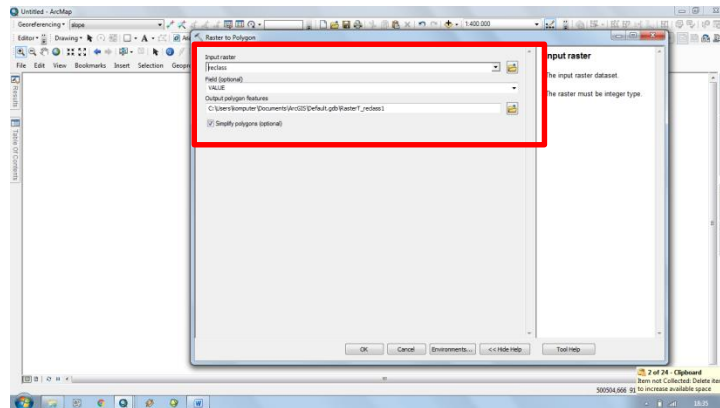 Untitled - ArcMap
Georeferencing slope
1:400.000
Editor Drawing A
File Edit View Bookmarks Insert Selection
Results
Table Of Contents
Raster to Polygon
Input raster
reclass
Field (optional)
VALUE
Output polygon features
C:\Users\komputer\Documents\ArcGIS\Default.gdb\RasterT_reclass1
Simplify polygons (optional)
OK Cancel Environments... << Hide Help Tool Help
Input raster
The input raster dataset.
The raster must be integer type.
2 of 24 - Clipboard
Item not Collected: Delete
to increase available space
500504,666
18:35